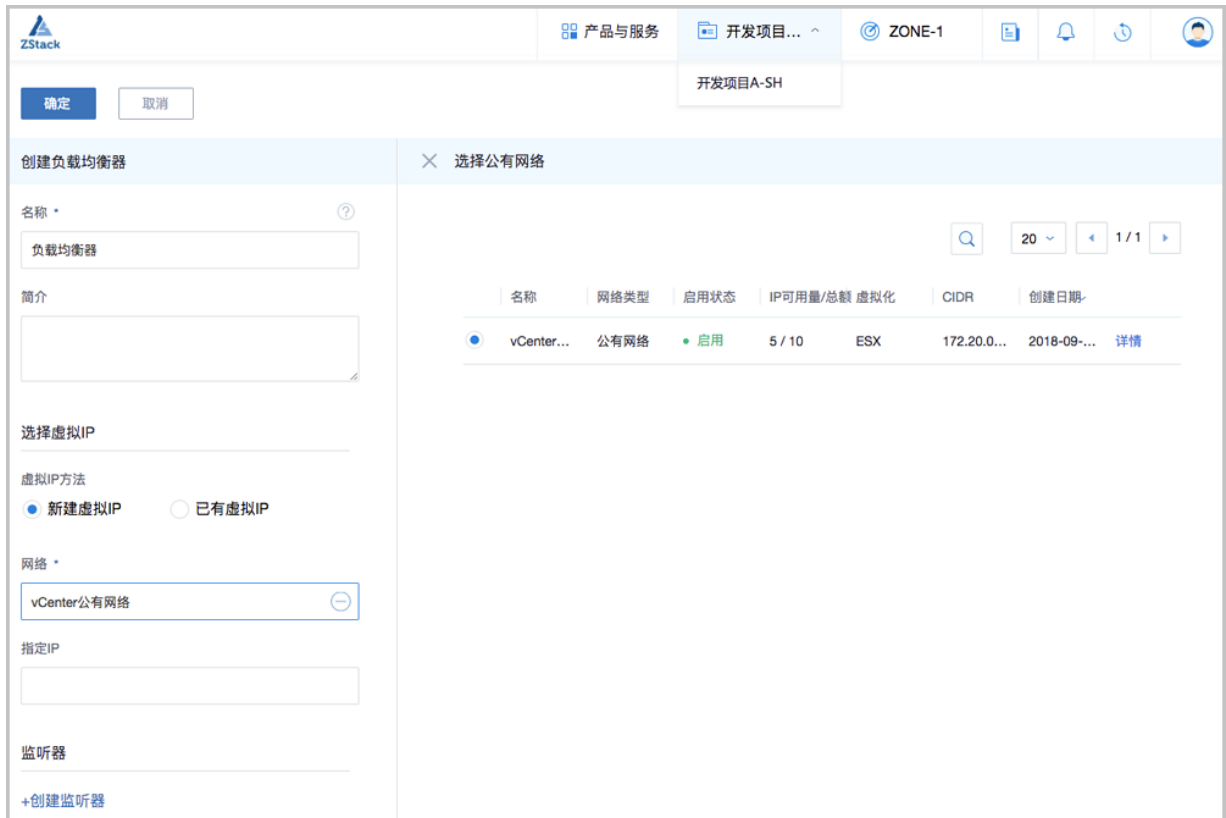 ZStack
产品与服务
开发项目...
ZONE-1
开发项目A-SH
确定 取消
创建负载均衡器
名称 *
负载均衡器
简介
选择虚拟IP
虚拟IP方法
新建虚拟IP 已有虚拟IP
网络 *
vCenter公有网络
指定IP
监听器
+创建监听器
选择公有网络
20 1 / 1
名称 网络类型 启用状态 IP可用量/总额 虚拟化 CIDR 创建日期
vCenter... 公有网络 启用 5 / 10 ESX 172.20.0... 2018-09-... 详情